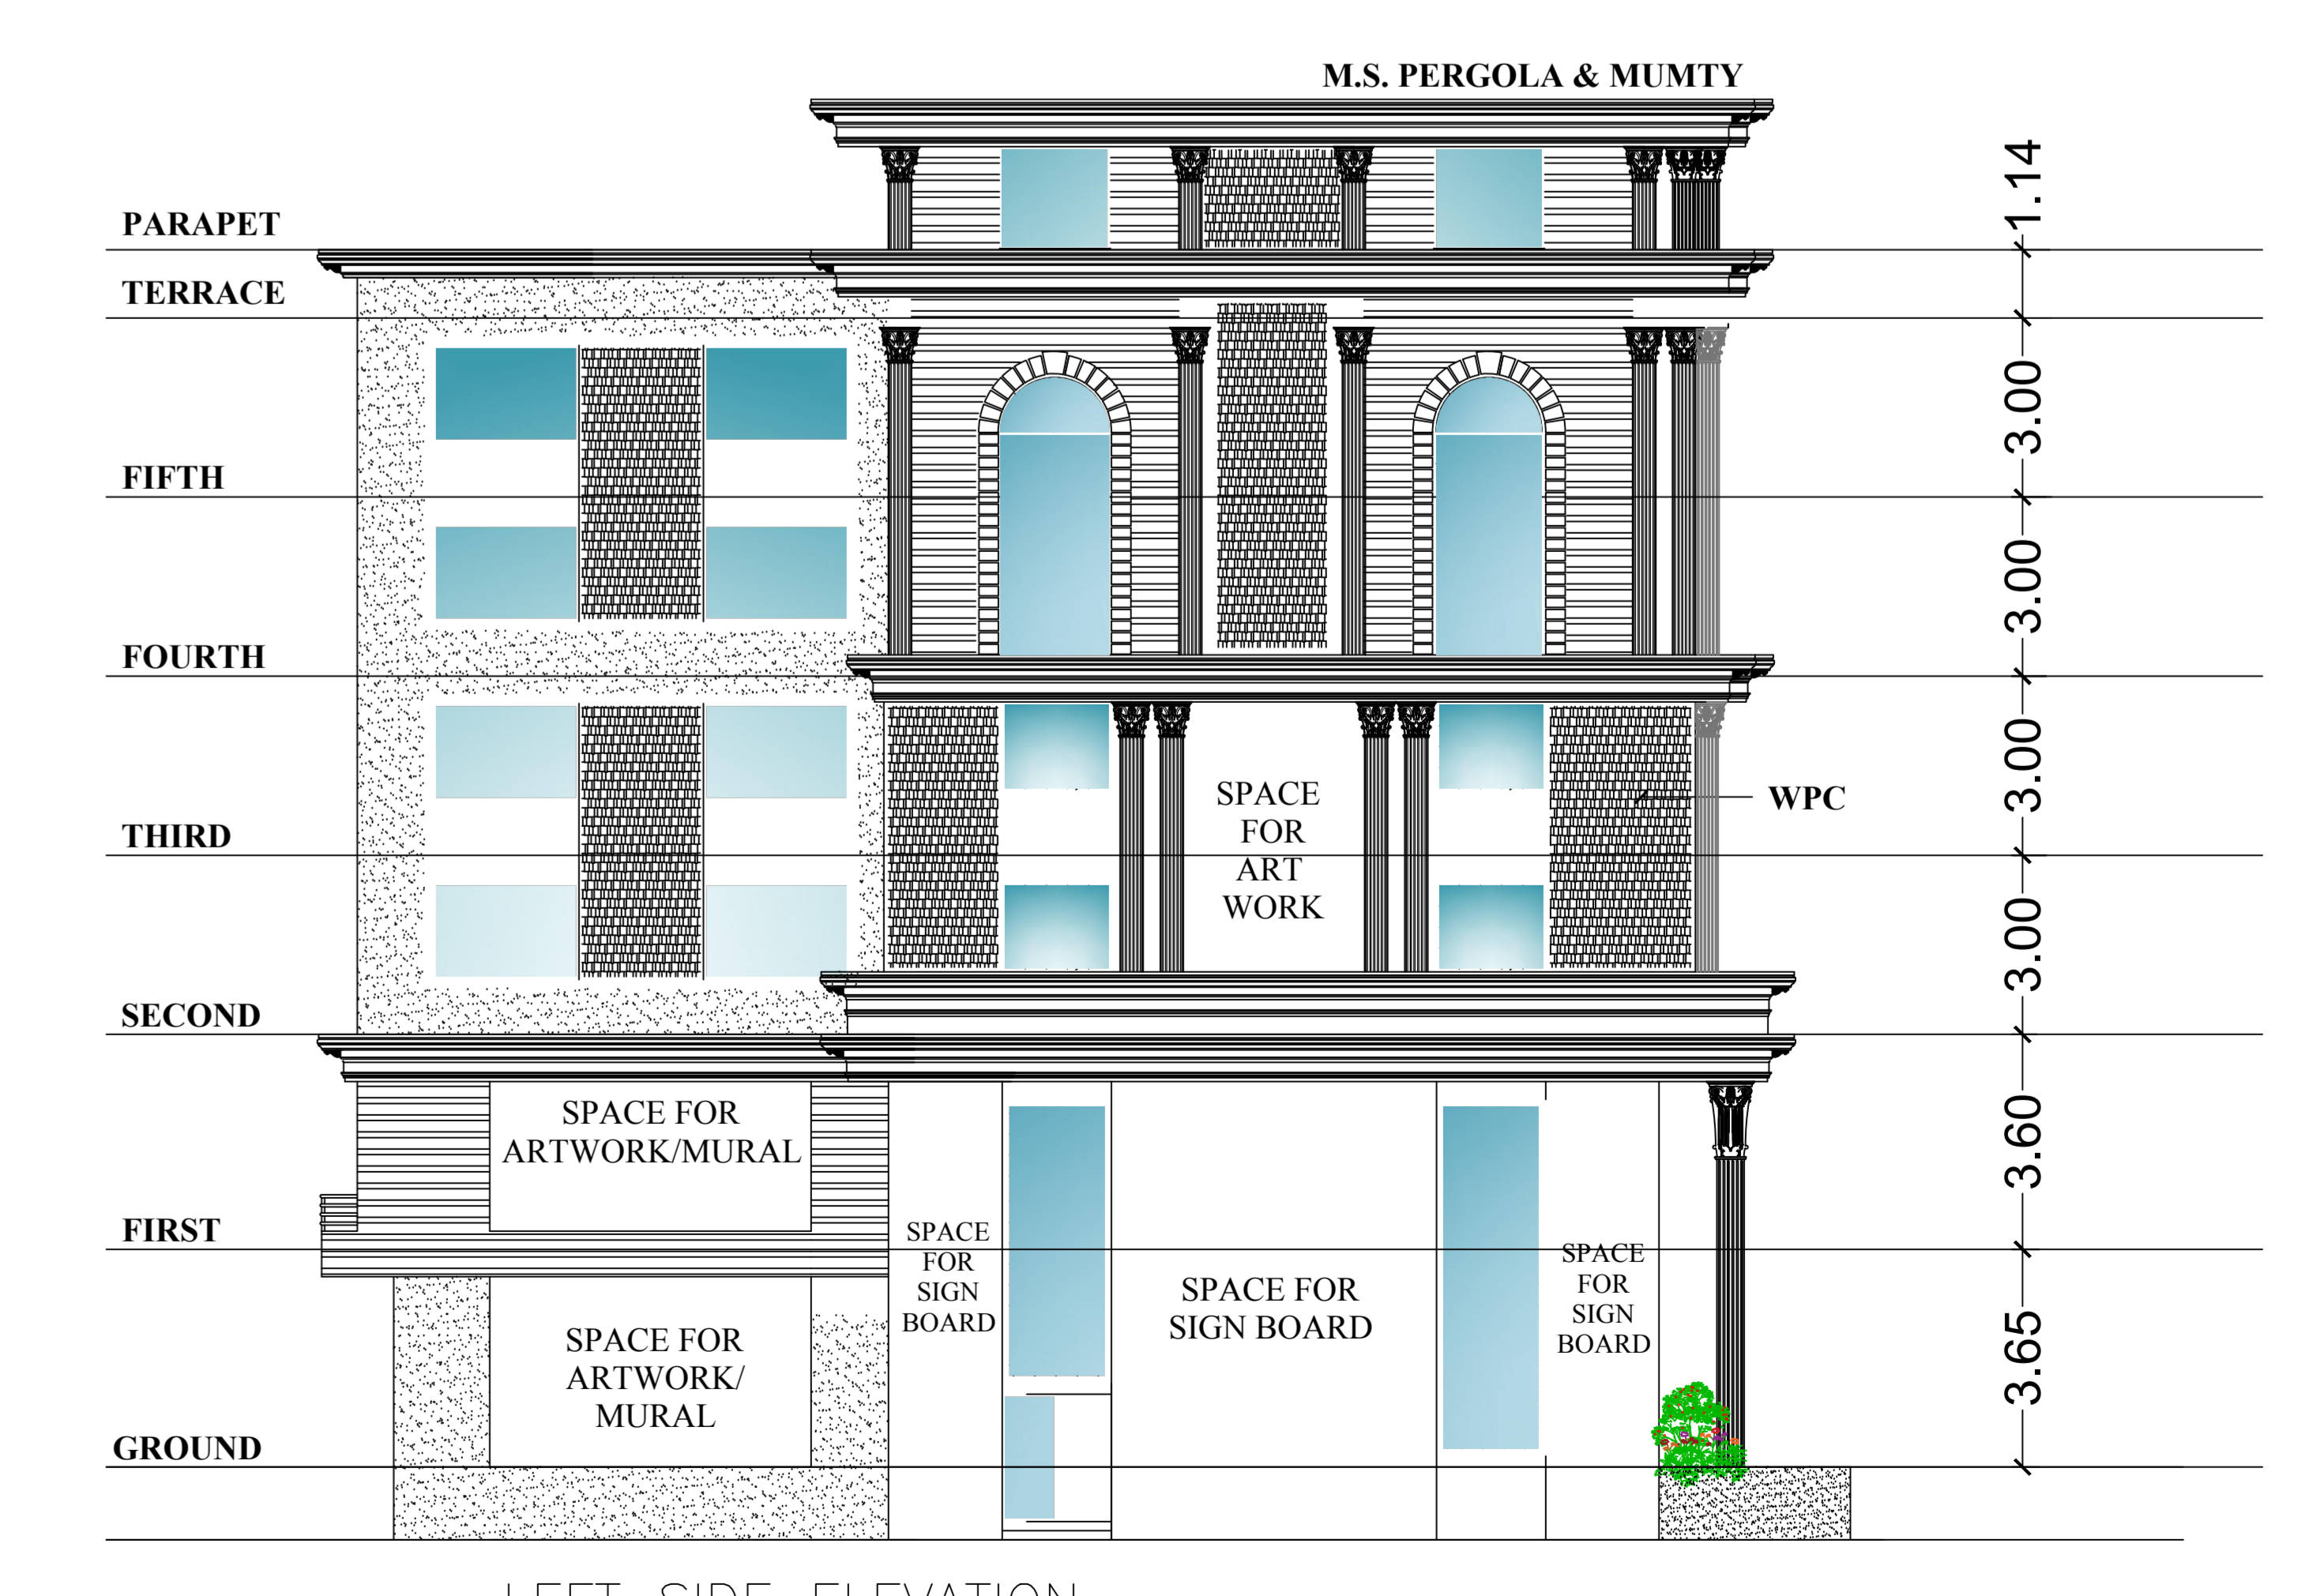 M.S. PERGOLA & MUMTY
1.14
PARAPET
TERRACE
3.00
FIFTH
3.00
FOURTH
3.00
SPACE
FOR
ART
WORK
WPC
THIRD
3.00
SECOND
3.60
SPACE FOR
ARTWORK/MURAL
FIRST
SPACE
FOR
SIGN
BOARD
SPACE FOR
SIGN BOARD
SPACE
FOR
SIGN
BOARD
3.65
SPACE FOR
ARTWORK/
MURAL
GROUND
LEFT SIDE ELEVATION